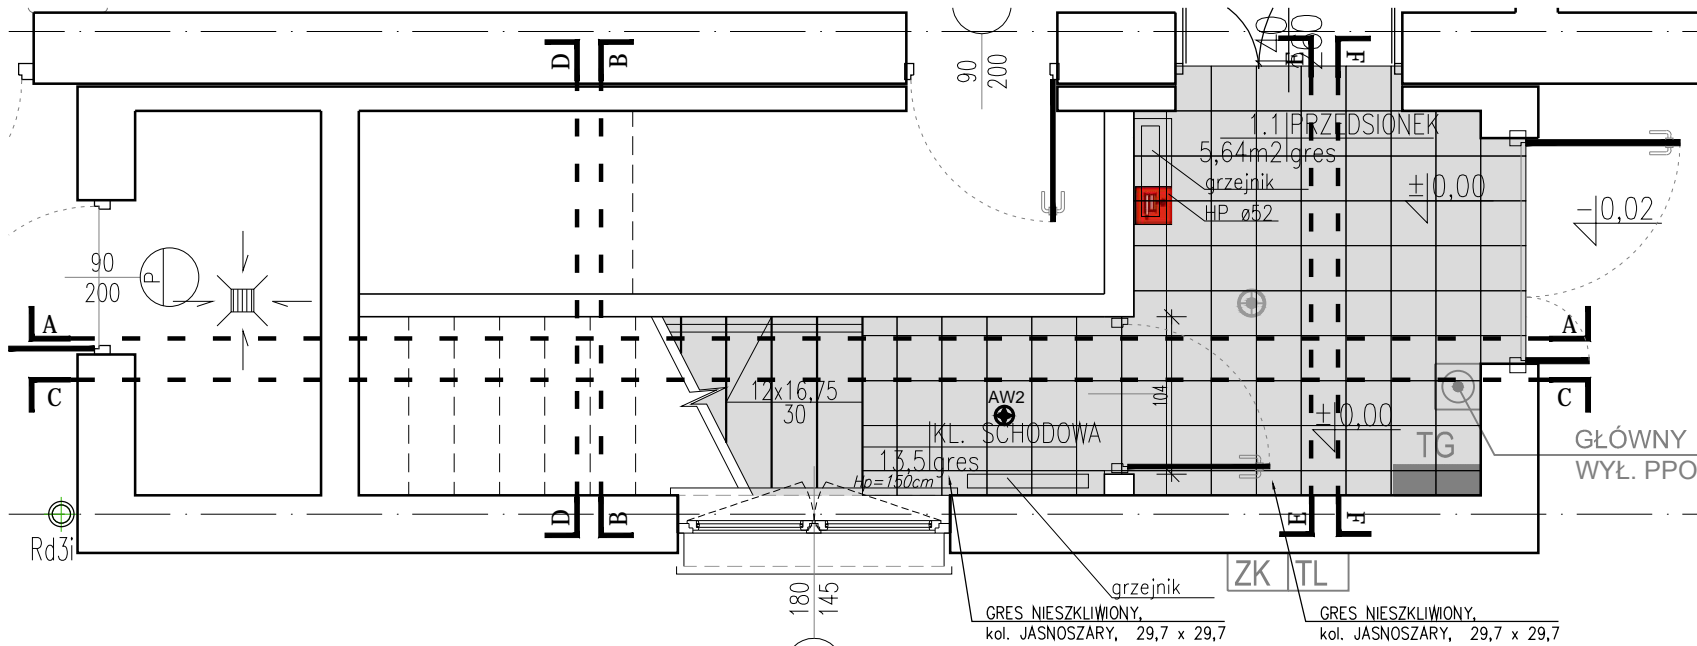 D
B
90
200
140
200
E
F
1.1 PRZEDSIONEK
5,64m2 gres
grzejnik
HP ø52
±0,00
-0,02
90
200
P
A
A
C
C
12x16,75
30
AW2
104
±0,00
KL. SCHODOWA
13,5 gres
Hp=150cm
TG
GŁÓWNY
WYŁ. PPO
D
B
E
F
Rd3i
ZK
TL
180
145
grzejnik
GRES NIESZKLIWIONY,
kol. JASNOSZARY, 29,7 x 29,7
GRES NIESZKLIWIONY,
kol. JASNOSZARY, 29,7 x 29,7